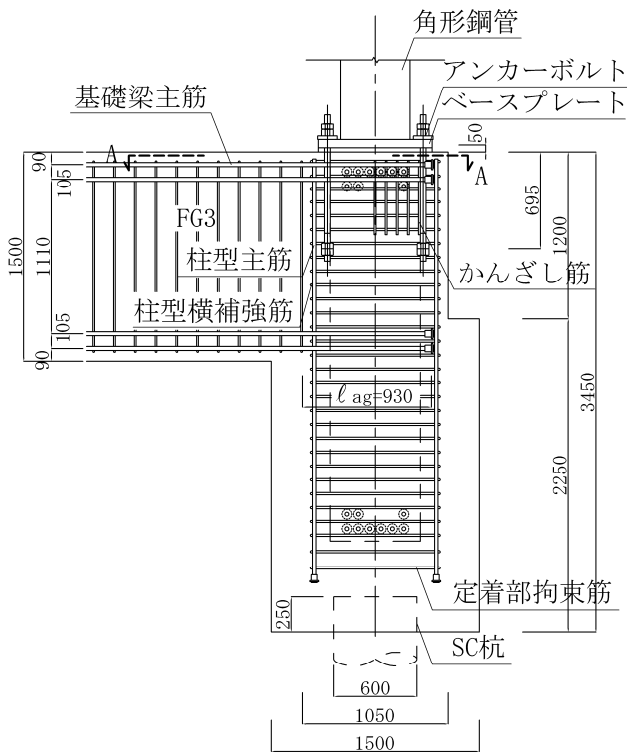 角形鋼管
アンカーボルト
ベースプレート
基礎梁主筋
50
A
A
90
105
1110
105
90
1500
FG3
695
1200
柱型主筋
かんざし筋
柱型横補強筋
ℓag=930
3450
2250
定着部拘束筋
250
SC杭
600
1050
1500